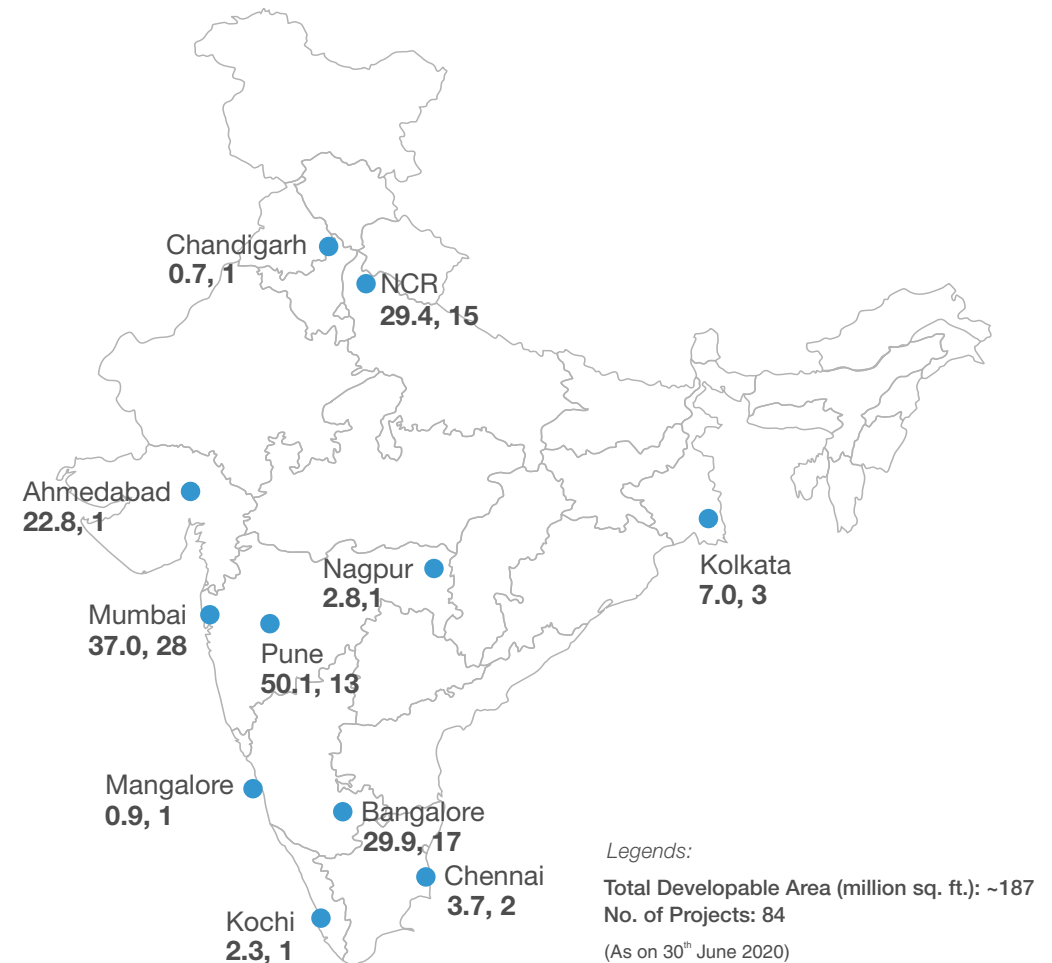 Chandigarh
0.7, 1
NCR
29.4, 15
Ahmedabad
22.8, 1
Nagpur
2.8,1
Kolkata
7.0, 3
Mumbai
37.0, 28
Pune
50.1, 13
Mangalore
0.9, 1
Bangalore
29.9, 17
Chennai
3.7, 2
Kochi
2.3, 1
Legends:
Total Developable Area (million sq. ft.): ~187
No. of Projects: 84
(As on 30th June 2020)